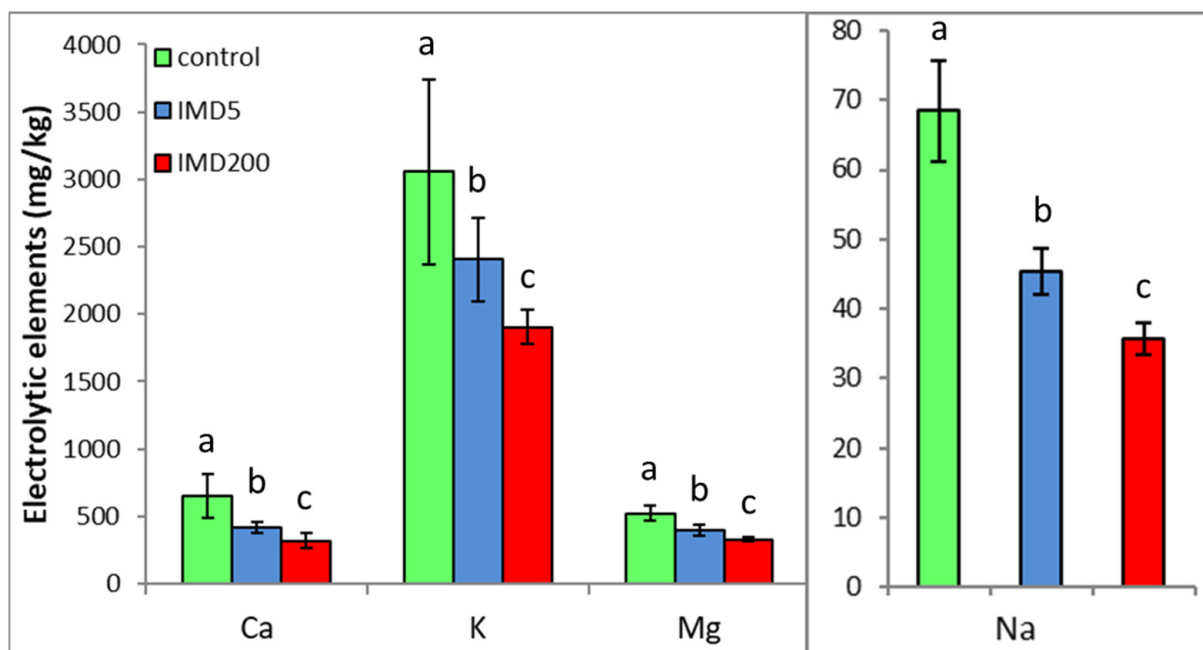 Electrolytic elements (mg/kg)
4000
3500
3000
2500
2000
1500
1000
500
0
control
IMD5
IMD200
a
b
c
a
b
c
a
b
c
Ca
K
Mg
80
70
60
50
40
30
20
10
0
a
b
c
Na